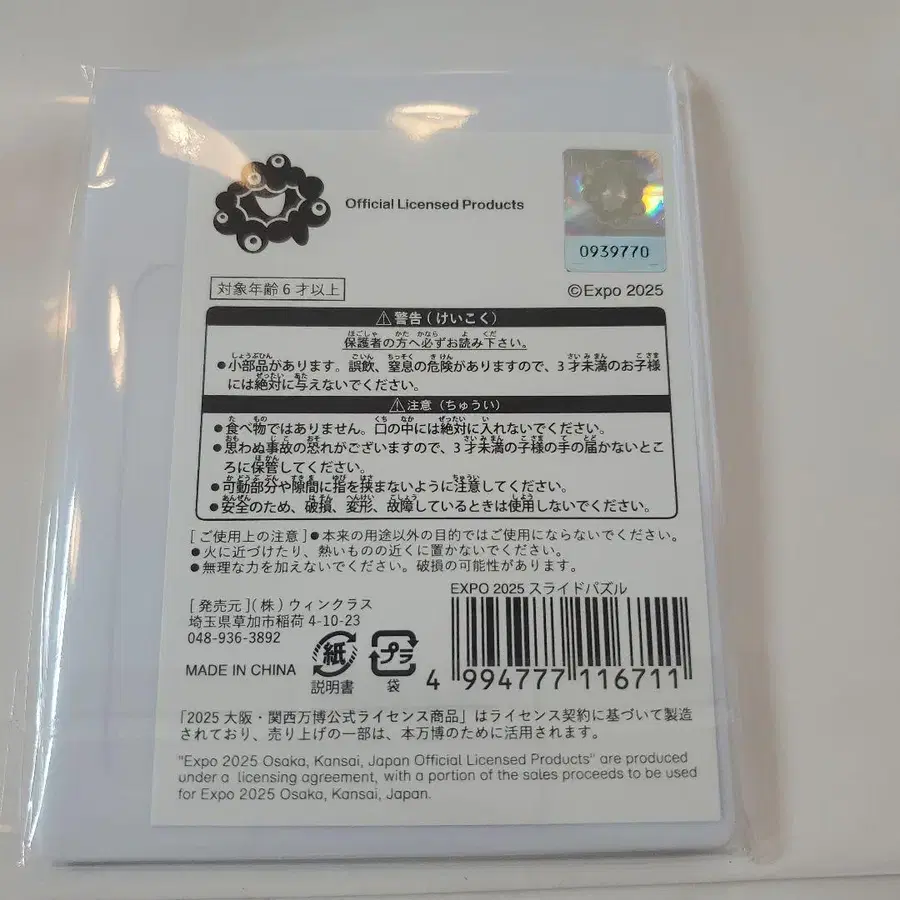 Official Licensed Products
0939770
対象年齢6才以上
©Expo 2025
⚠警告(けいこく)
保護者の方へ必ずお読み下さい。
●小部品があります。誤飲、窒息の危険がありますので、3才未満のお子様
には絶対に与えないでください。
⚠注意(ちゅうい)
●食べ物ではありません。口の中には絶対に入れないでください。
●思わぬ事故の恐れがございますので、3才未満の子様の手の届かないとこ
ろに保管してください。
●可動部分や隙間に指を挟まないように注意してください。
●安全のため、破損、変形、故障しているときは使用しないでください。
[ご使用上の注意]●本来の用途以外の目的ではご使用にならないでください。
●火に近づけたり、熱いものの近くに置かないでください。
●無理な力を加えないでください。破損の可能性があります。
EXPO 2025 スライドパズル
[発売元](株)ウィンクラス
埼玉県草加市稲荷 4-10-23
048-936-3892
MADE IN CHINA
紙
説明書
プラ
袋
4 994777 116711
「2025 大阪・関西万博公式ライセンス商品」はライセンス契約に基づいて製造
されており、売り上げの一部は、本万博のために活用されます。
"Expo 2025 Osaka, Kansai, Japan Official Licensed Products" are produced
under a licensing agreement, with a portion of the sales proceeds to be used
for Expo 2025 Osaka, Kansai, Japan.